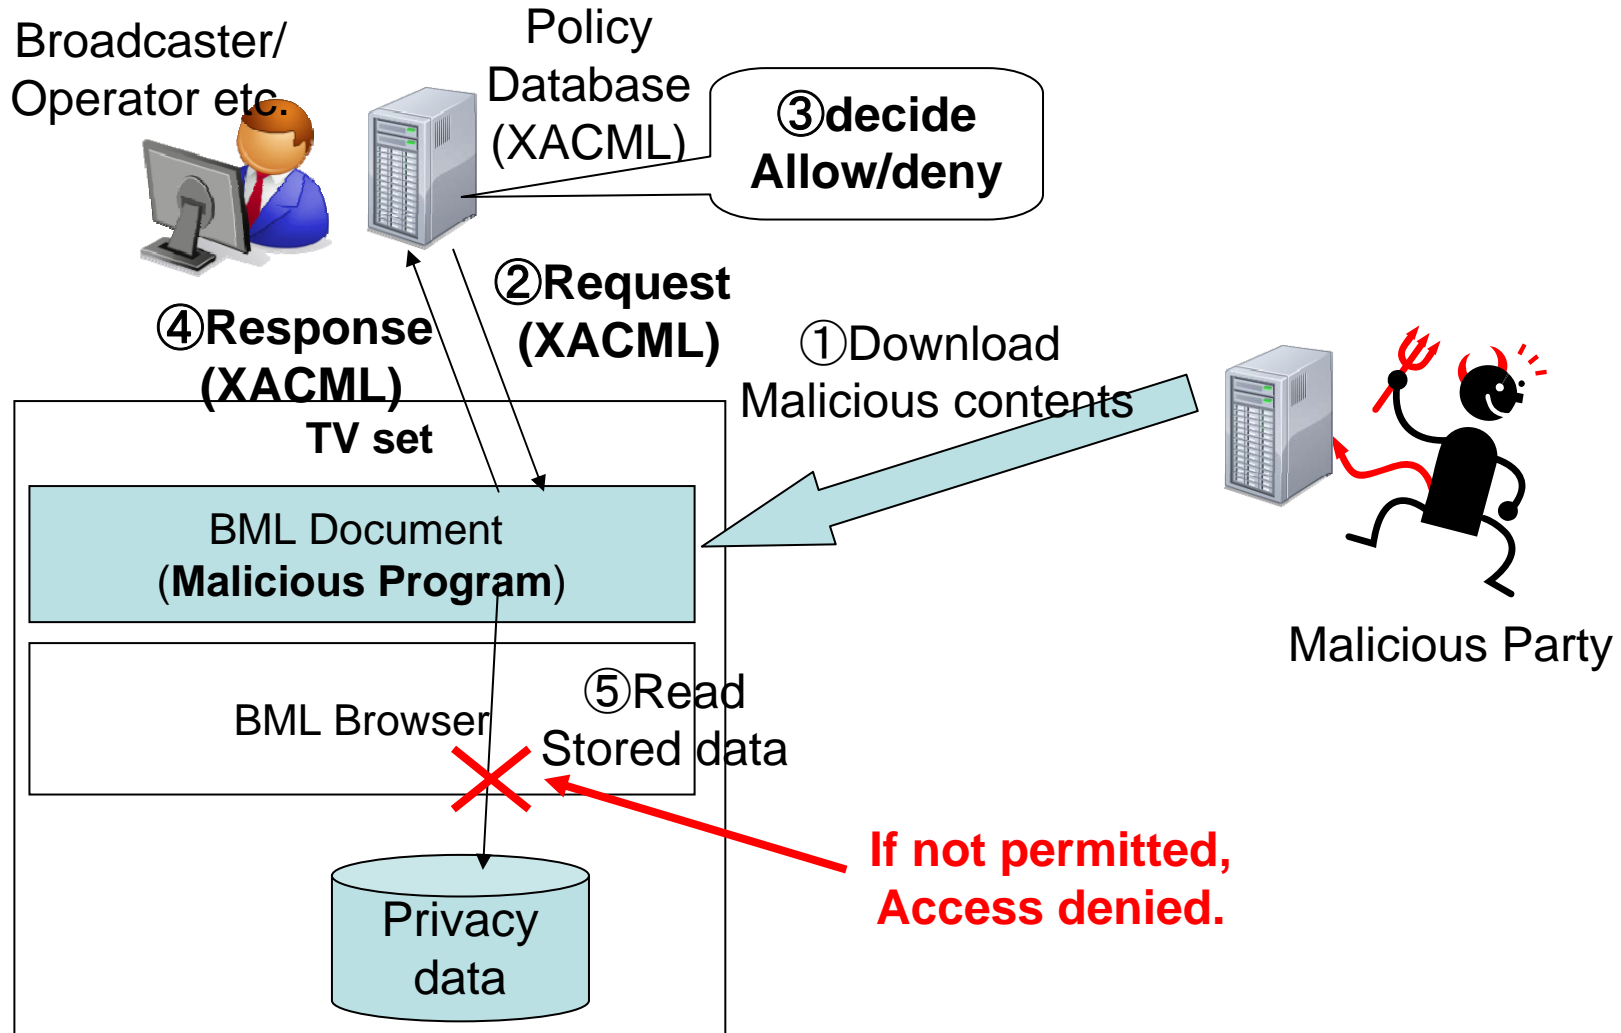 Broadcaster/
Operator etc.
Policy
Database
(XACML)
③decide
Allow/deny
②Request
(XACML)
④Response
(XACML)
TV set
①Download
Malicious contents
BML Document
(Malicious Program)
Malicious Party
BML Browser
⑤Read
Stored data
If not permitted,
Access denied.
Privacy
data